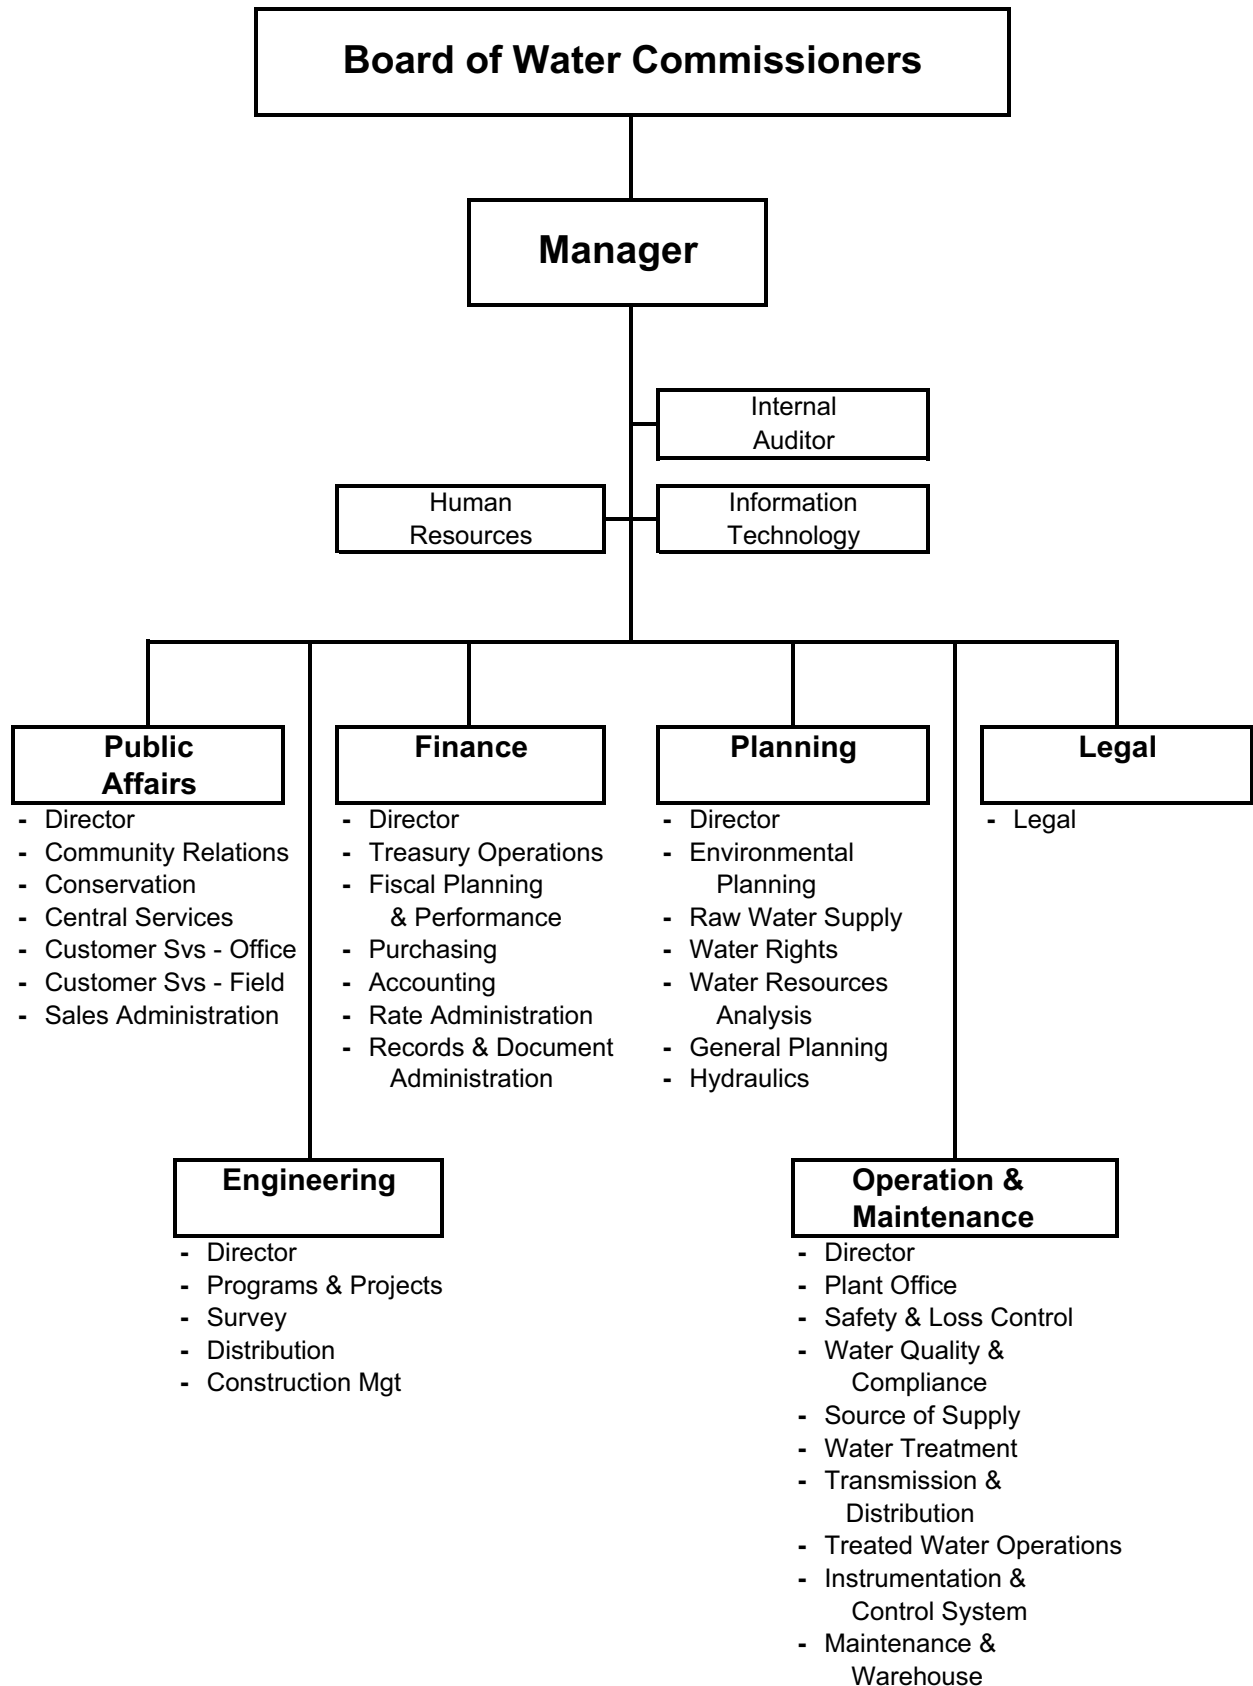 Board of Water Commissioners
Manager
Internal
Auditor
Human
Resources
Information
Technology
Public
Affairs
- Director
- Community Relations
- Conservation
- Central Services
- Customer Svs - Office
- Customer Svs - Field
- Sales Administration
Finance
- Director
- Treasury Operations
- Fiscal Planning
& Performance
- Purchasing
- Accounting
- Rate Administration
- Records & Document
Administration
Planning
- Director
- Environmental
Planning
- Raw Water Supply
- Water Rights
- Water Resources
Analysis
- General Planning
- Hydraulics
Legal
- Legal
Engineering
- Director
- Programs & Projects
- Survey
- Distribution
- Construction Mgt
Operation &
Maintenance
- Director
- Plant Office
- Safety & Loss Control
- Water Quality &
Compliance
- Source of Supply
- Water Treatment
- Transmission &
Distribution
- Treated Water Operations
- Instrumentation &
Control System
- Maintenance &
Warehouse